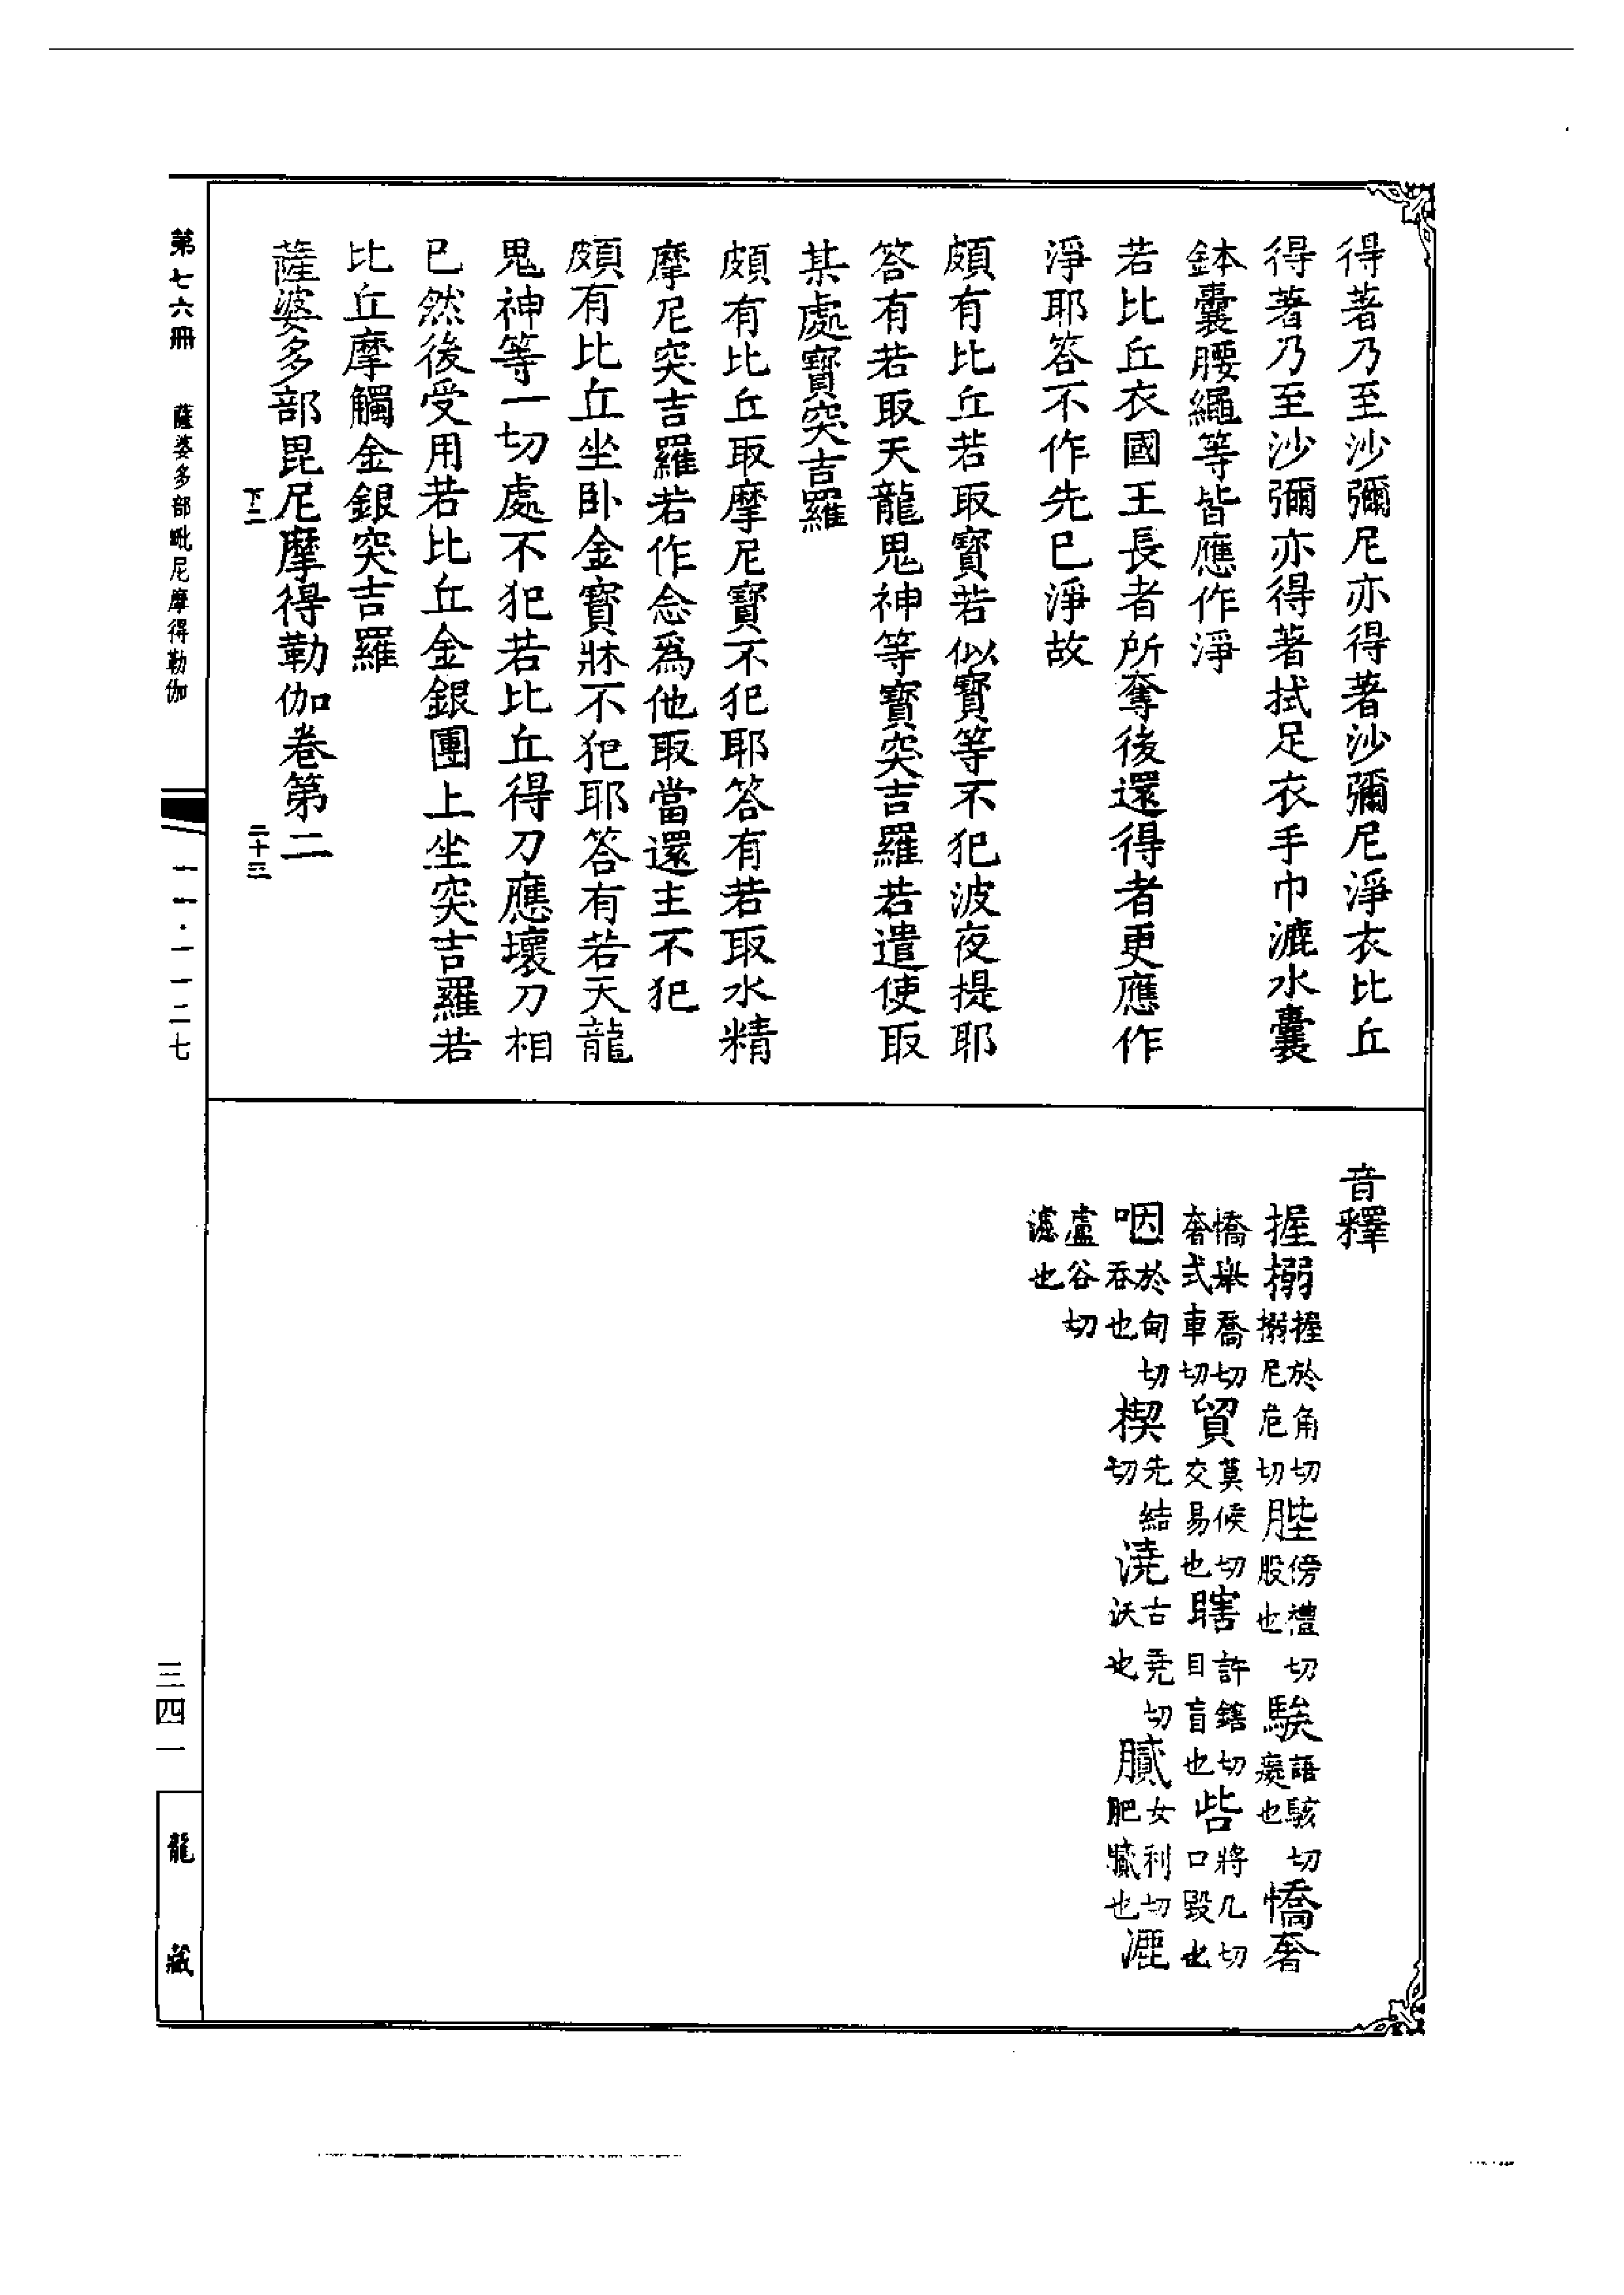 得著乃至沙彌尼亦得著沙彌尼淨衣比丘
得著乃至沙彌亦得著拭足衣手巾漉水囊
鉢囊腰繩等皆應作淨
若比丘衣國王長者所奪後還得者更應作
淨耶答不作先已淨故
頗有比丘若取寶若似寶等不犯波夜提耶
答有若取天龍鬼神等寶突吉羅若遣使取
某處寶突吉羅
頗有比丘取摩尼寶不犯耶答有若取水精
摩尼突吉羅若作念爲他取當還主不犯
頗有比丘坐卧金寶牀不犯耶答有若天龍
鬼神等一切處不犯若比丘得刀應壞刀相
已然後受用若比丘金銀團上坐突吉羅若
比丘摩觸金銀突吉羅
薩婆多部毘尼摩得勒伽卷第二
下二 二十三
音釋
握搦握於角切搦尼戹切䏶傍禮切股也騃語駭切癡也憍奢
憍舉喬切奢式車切貿莫候切交易也瞎許鎋切目盲也呰將几切口毀也
咽於甸切吞也楔先結切澆古堯切沃也膩女利切肥膩也漉
盧谷切濾也
第七六冊 薩婆多部毗尼摩得勒伽 一一一·一一二七
三四一
龍藏